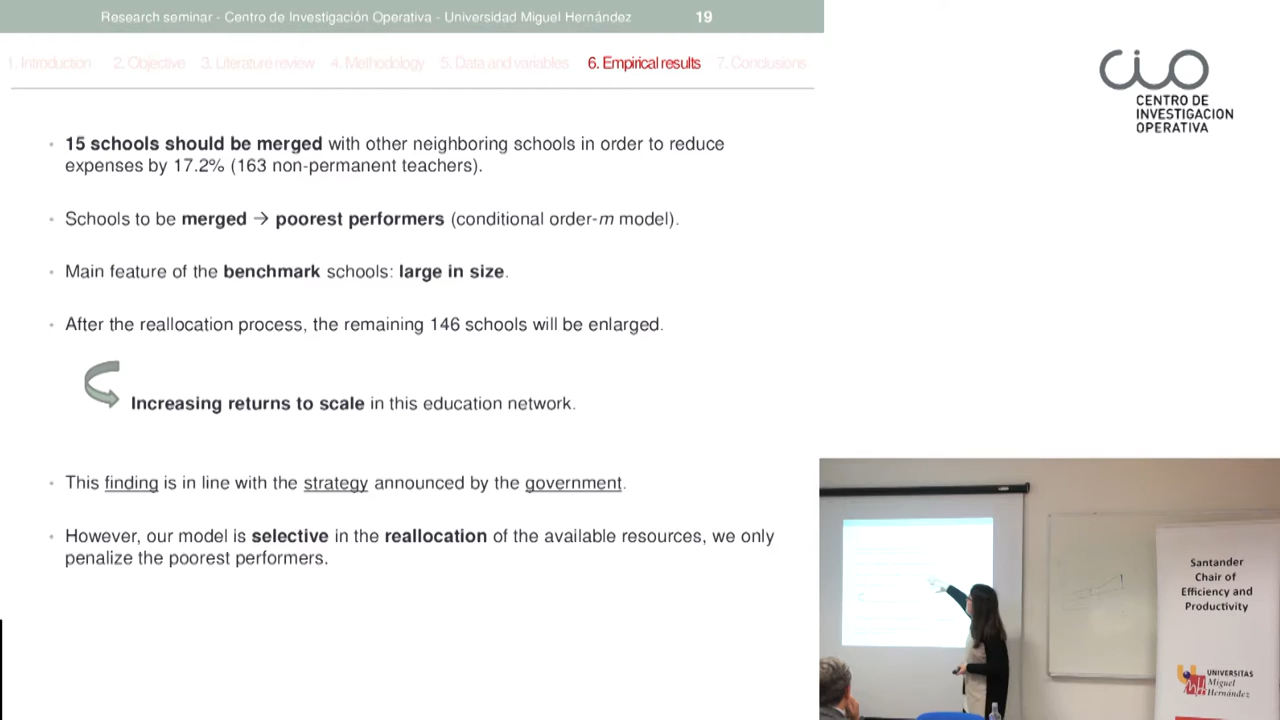 Research seminar - Centro de Investigación Operativa - Universidad Miguel Hernández 19
1. Introduction 2. Objective 3. Literature review 4. Methodology 5. Data and variables 6. Empirical results 7. Conclusions
CIO
CENTRO DE
INVESTIGACION
OPERATIVA
• 15 schools should be merged with other neighboring schools in order to reduce
expenses by 17.2% (163 non-permanent teachers).
• Schools to be merged → poorest performers (conditional order-m model).
• Main feature of the benchmark schools: large in size.
• After the reallocation process, the remaining 146 schools will be enlarged.
Increasing returns to scale in this education network.
• This finding is in line with the strategy announced by the government.
• However, our model is selective in the reallocation of the available resources, we only
penalize the poorest performers.
Santander
Chair of
Efficiency and
Productivity
UNIVERSITAS
Miguel
Hernández